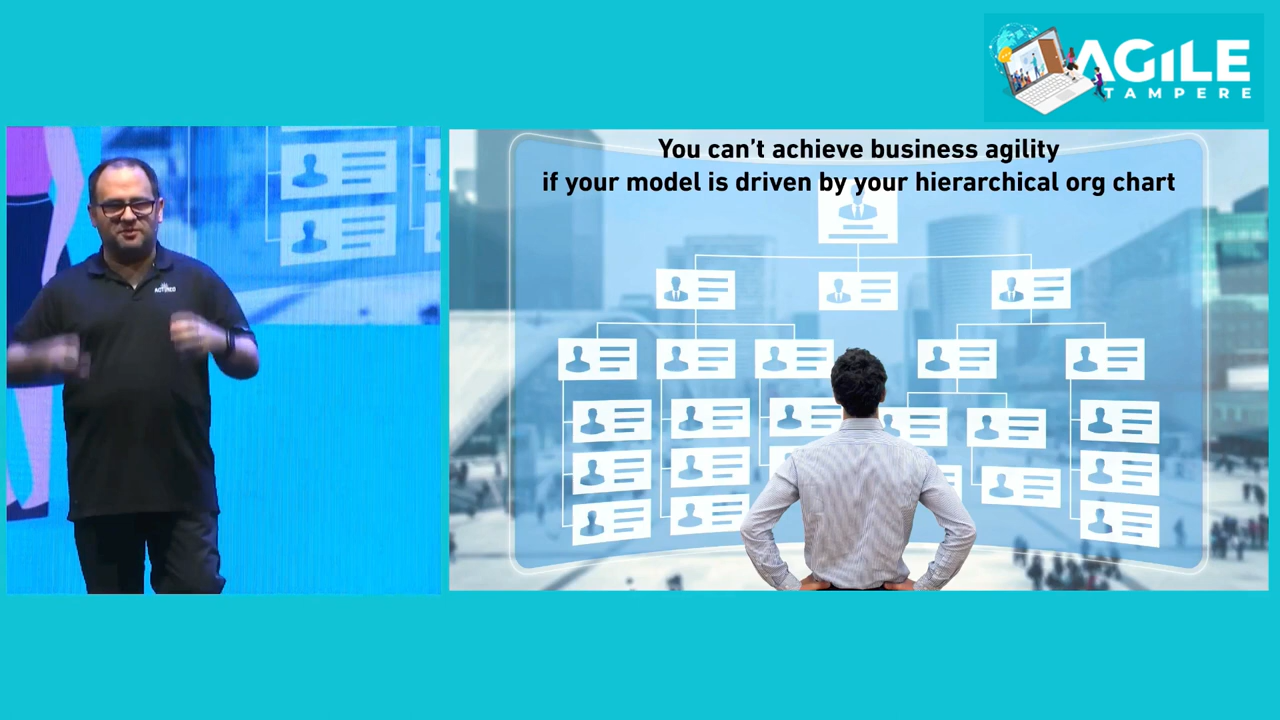 AGiLE
TAMPERE
You can't achieve business agility
if your model is driven by your hierarchical org chart